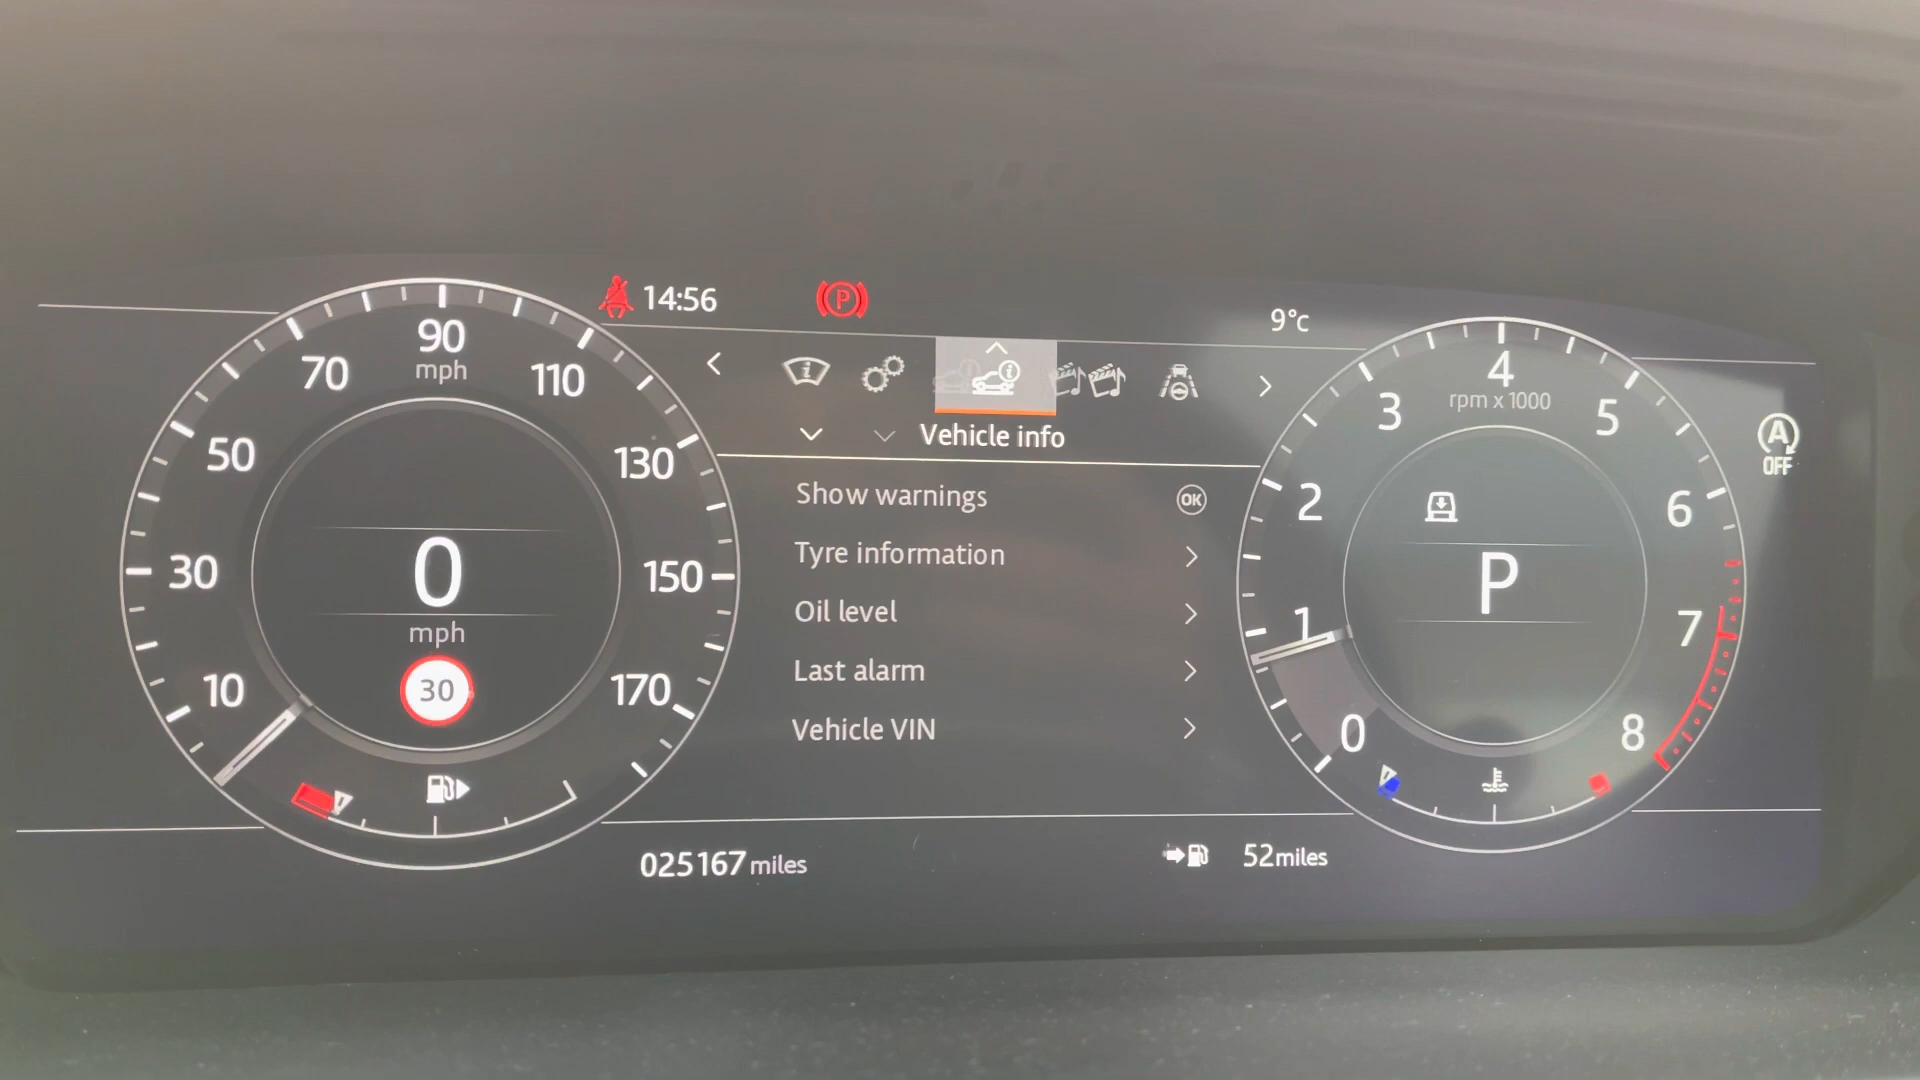 14:56
P
9°c
90
mph
70
110
50
130
30
150
10
170
0
mph
30
Vehicle info
Show warnings OK
Tyre information
Oil level
Last alarm
Vehicle VIN
4
rpm x 1000
3
5
2
6
1
7
0
8
P
A
OFF
025167 miles
52miles